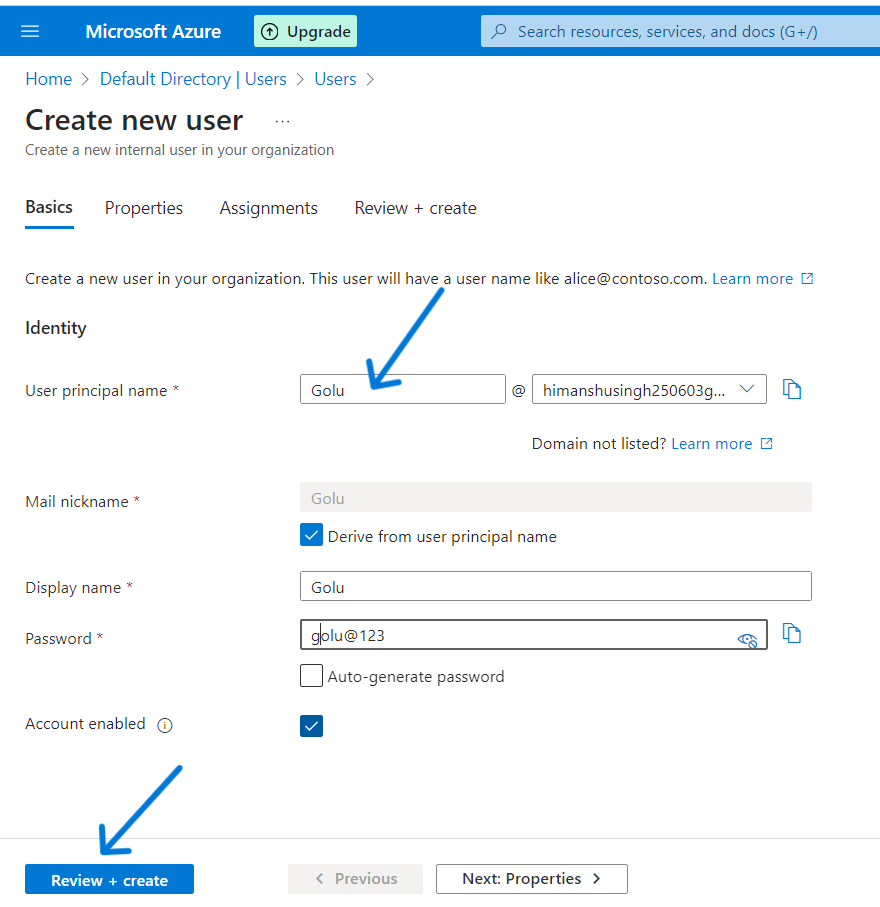 Microsoft Azure Upgrade Search resources, services, and docs (G+/)
Home > Default Directory | Users > Users >
Create new user ...
Create a new internal user in your organization
Basics Properties Assignments Review + create
Create a new user in your organization. This user will have a user name like alice@contoso.com. Learn more
Identity
User principal name * Golu @ himanshusingh250603g...
Domain not listed? Learn more
Mail nickname * Golu
Derive from user principal name
Display name * Golu
Password * golu@123
Auto-generate password
Account enabled
Review + create < Previous Next: Properties >